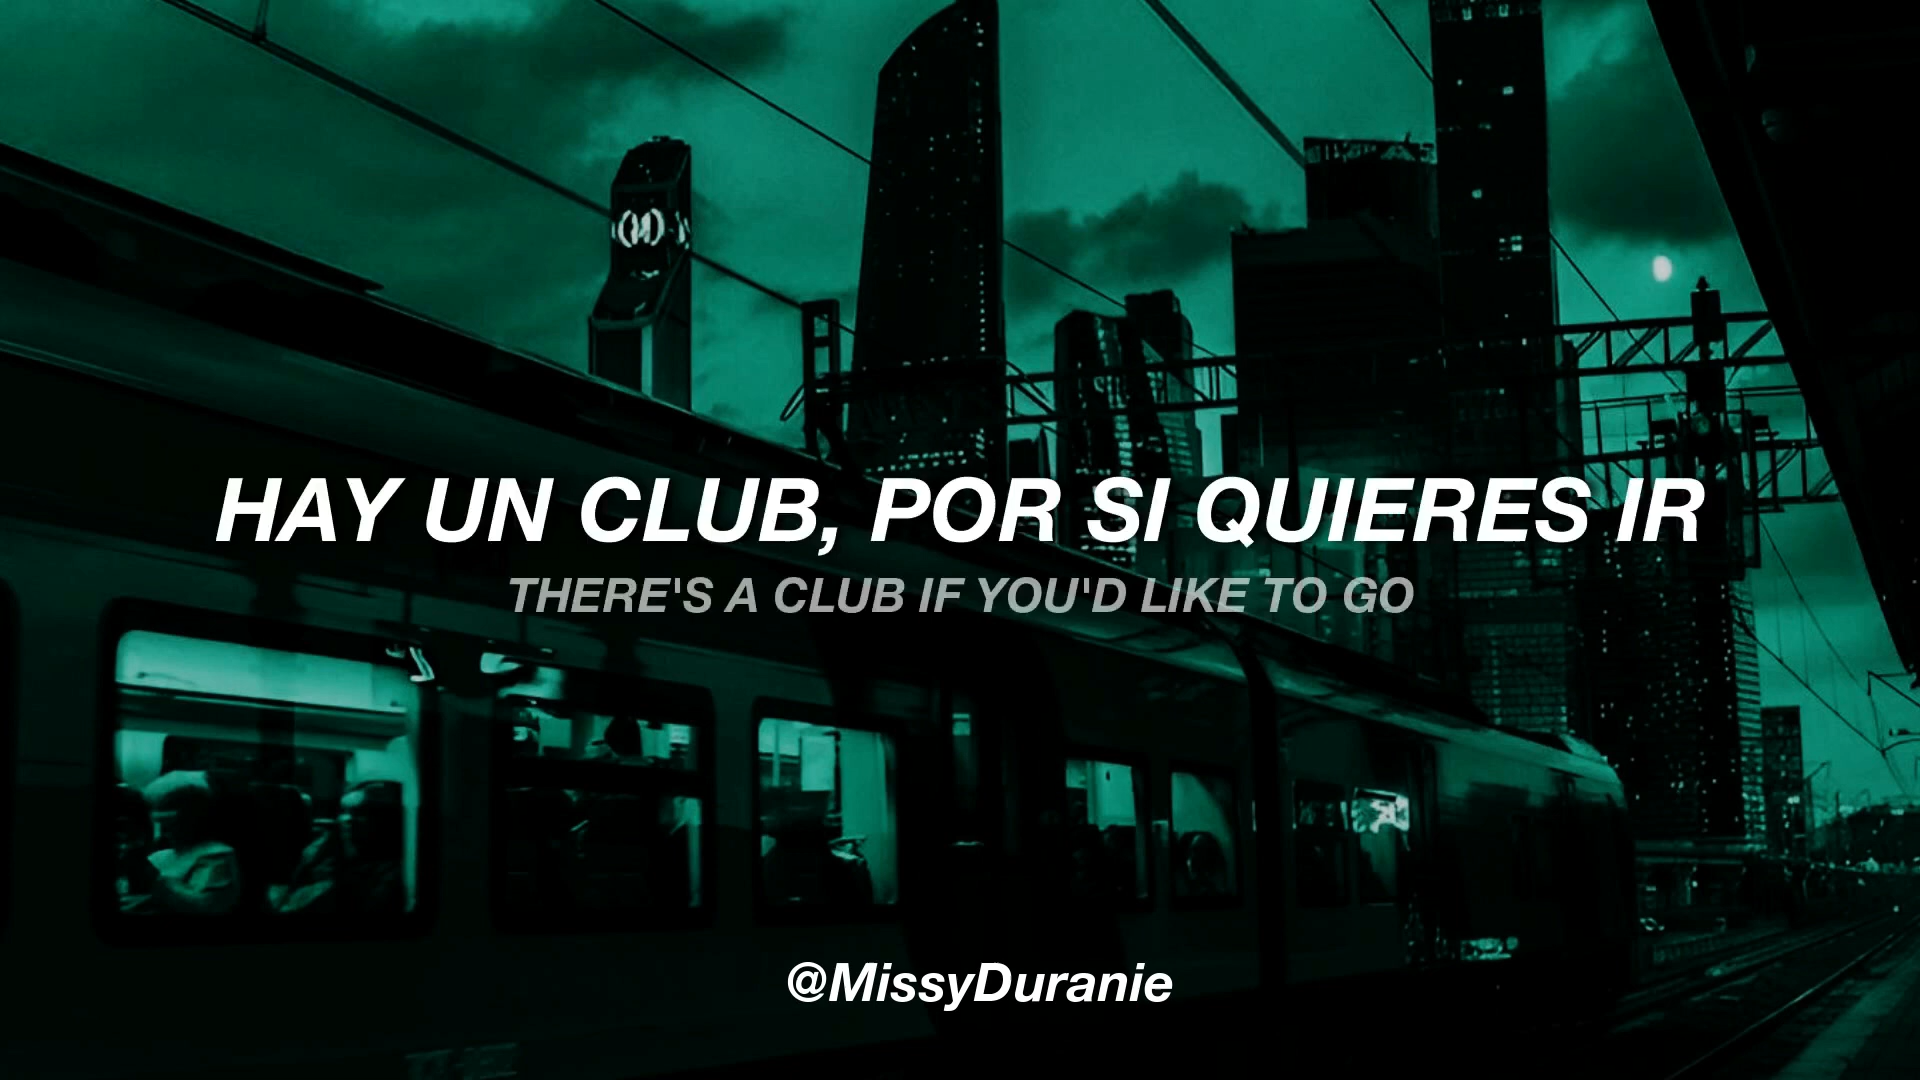 HAY UN CLUB, POR SI QUIERES IR
THERE'S A CLUB IF YOU'D LIKE TO GO
@MissyDuranie